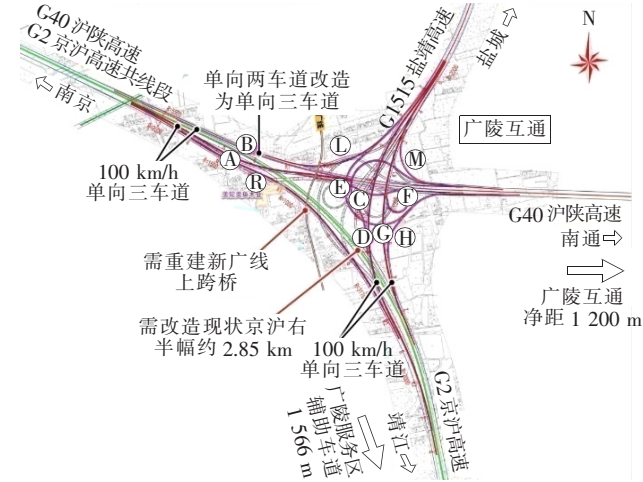 G40 沪陕高速
G2 京沪高速共线段
南京
单向两车道改造
为单向三车道
G1515 盐靖高速
盐城
N
广陵互通
L
B
A
R
M
E
C
F
D
G
H
100 km/h
单向三车道
G40 沪陕高速
南通
广陵互通
净距 1 200 m
需重建新广线
上跨桥
需改造现状京沪右
半幅约 2.85 km
100 km/h
单向三车道
广陵服务区
辅助车道
1 566 m
靖江
G2 京沪高速